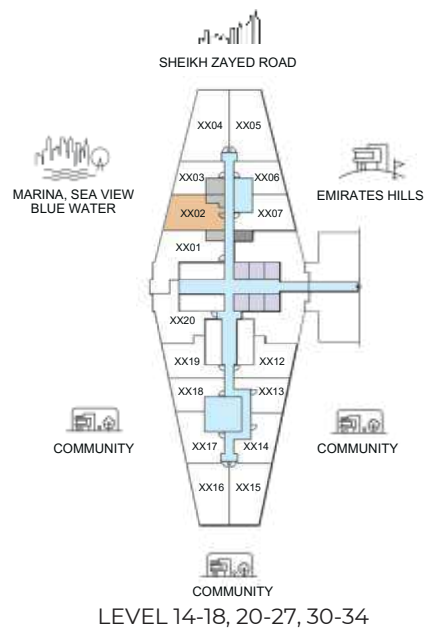 SHEIKH ZAYED ROAD
XX04 XX05
XX03 XX06
MARINA, SEA VIEW
BLUE WATER
EMIRATES HILLS
XX02 XX07
XX01
XX20
XX19 XX12
XX18 XX13
COMMUNITY
COMMUNITY
XX17 XX14
XX16 XX15
COMMUNITY
LEVEL 14-18, 20-27, 30-34